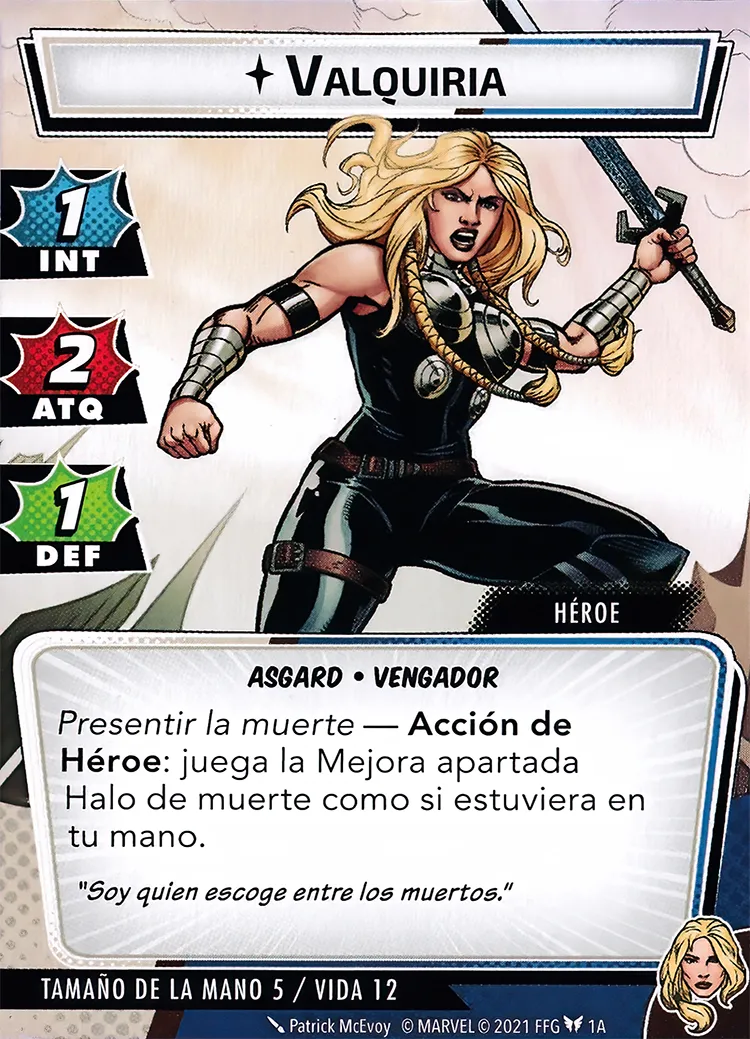 VALQUIRIA
1
INT
2
ATQ
1
DEF
HÉROE
ASGARD • VENGADOR
Presentir la muerte — Acción de
Héroe: juega la Mejora apartada
Halo de muerte como si estuviera en
tu mano.
"Soy quien escoge entre los muertos."
TAMAÑO DE LA MANO 5 / VIDA 12
Patrick McEvoy © MARVEL © 2021 FFG 1A